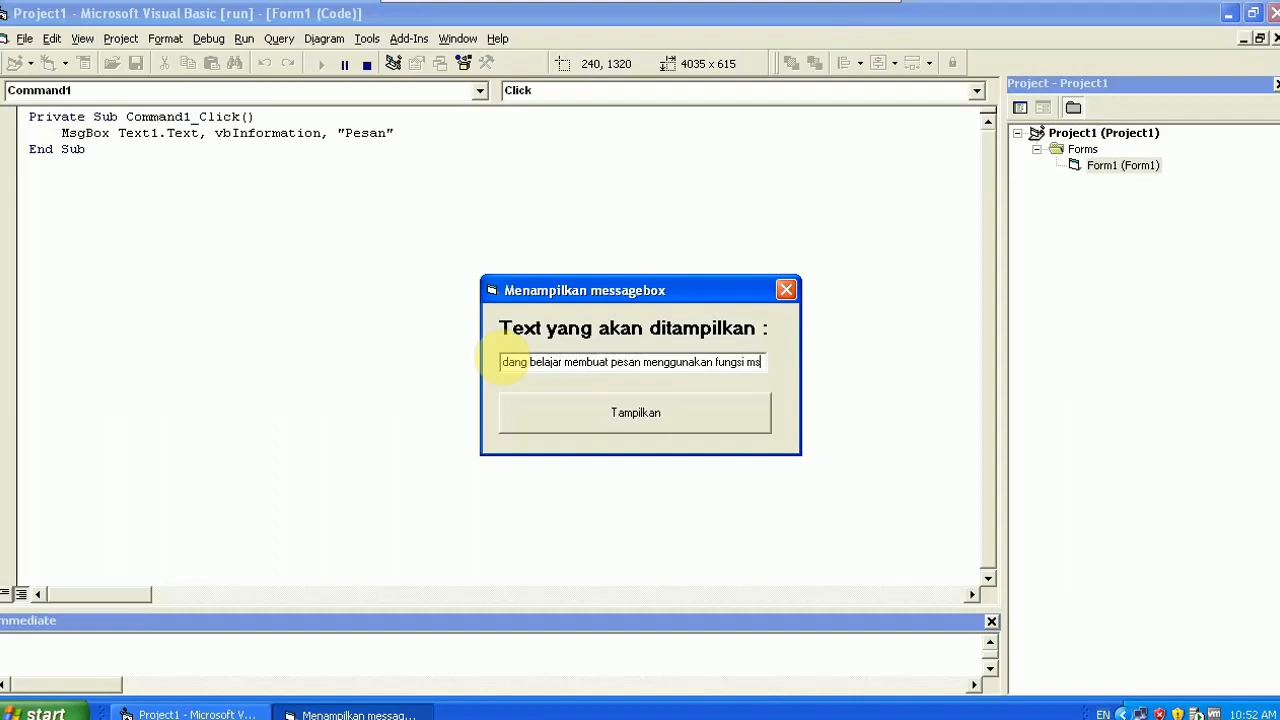 Project1 - Microsoft Visual Basic [run] - [Form1 (Code)]
File Edit View Project Format Debug Run Query Diagram Tools Add-Ins Window Help
240, 1320 4035 x 615
Command1 Click
Project - Project1
Private Sub Command1_Click()
MsgBox Text1.Text, vbInformation, "Pesan"
End Sub
Project1 (Project1)
Forms
Form1 (Form1)
Menampilkan messagebox
Text yang akan ditampilkan :
dang belajar membuat pesan menggunakan fungsi ms
Tampilkan
mmediate
start Project1 - Microsoft V... Menampilkan messag... EN 10:52 AM